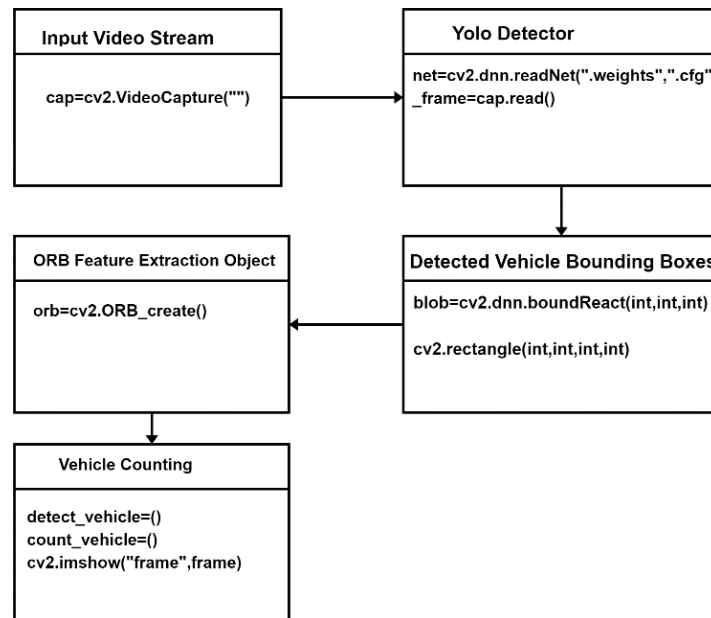 Input Video Stream
cap=cv2.VideoCapture("")
Yolo Detector
net=cv2.dnn.readNet(".weights",".cfg"
_frame=cap.read()
Detected Vehicle Bounding Boxes
blob=cv2.dnn.boundReact(int,int,int)
cv2.rectangle(int,int,int,int)
ORB Feature Extraction Object
orb=cv2.ORB_create()
Vehicle Counting
detect_vehicle=()
count_vehicle=()
cv2.imshow("frame",frame)